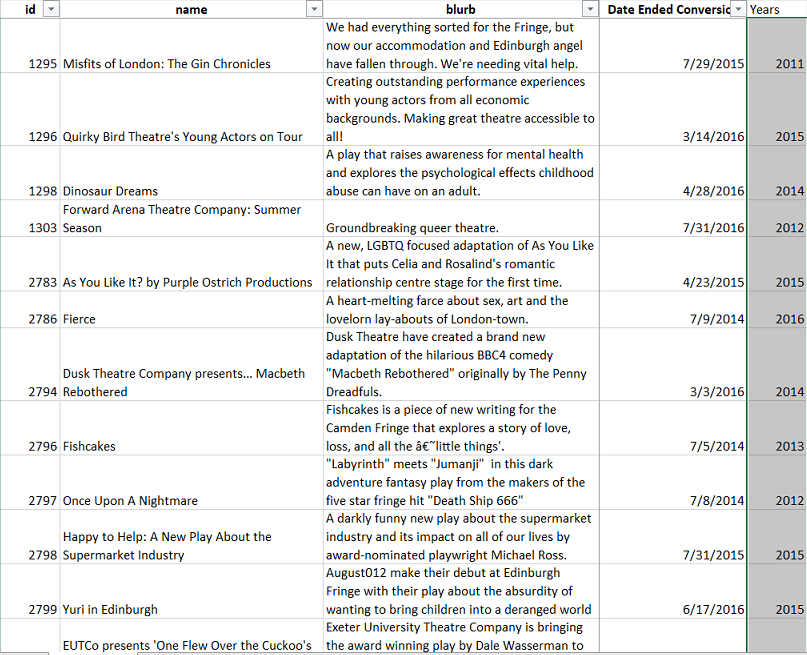 id name blurb Date Ended Conversic Years
We had everything sorted for the Fringe, but
now our accommodation and Edinburgh angel
1295 Misfits of London: The Gin Chronicles have fallen through. We're needing vital help. 7/29/2015 2011
Creating outstanding performance experiences
with young actors from all economic
backgrounds. Making great theatre accessible to
1296 Quirky Bird Theatre's Young Actors on Tour all! 3/14/2016 2015
A play that raises awareness for mental health
and explores the psychological effects childhood
1298 Dinosaur Dreams abuse can have on an adult. 4/28/2016 2014
Forward Arena Theatre Company: Summer
1303 Season Groundbreaking queer theatre. 7/31/2016 2012
A new, LGBTQ focused adaptation of As You Like
It that puts Celia and Rosalind's romantic
2783 As You Like It? by Purple Ostrich Productions relationship centre stage for the first time. 4/23/2015 2015
A heart-melting farce about sex, art and the
2786 Fierce lovelorn lay-abouts of London-town. 7/9/2014 2016
Dusk Theatre have created a brand new
adaptation of the hilarious BBC4 comedy
Dusk Theatre Company presents... Macbeth "Macbeth Rebothered" originally by The Penny
2794 Rebothered Dreadfuls. 3/3/2016 2014
Fishcakes is a piece of new writing for the
Camden Fringe that explores a story of love,
2796 Fishcakes loss, and all the â€˜little things'. 7/5/2014 2013
"Labyrinth" meets "Jumanji" in this dark
adventure fantasy play from the makers of the
2797 Once Upon A Nightmare five star fringe hit "Death Ship 666" 7/8/2014 2012
A darkly funny new play about the supermarket
Happy to Help: A New Play About the industry and its impact on all of our lives by
2798 Supermarket Industry award-nominated playwright Michael Ross. 7/31/2015 2015
August012 make their debut at Edinburgh
Fringe with their play about the absurdity of
2799 Yuri in Edinburgh wanting to bring children into a deranged world 6/17/2016 2015
Exeter University Theatre Company is bringing
EUTCo presents 'One Flew Over the Cuckoo's the award winning play by Dale Wasserman to